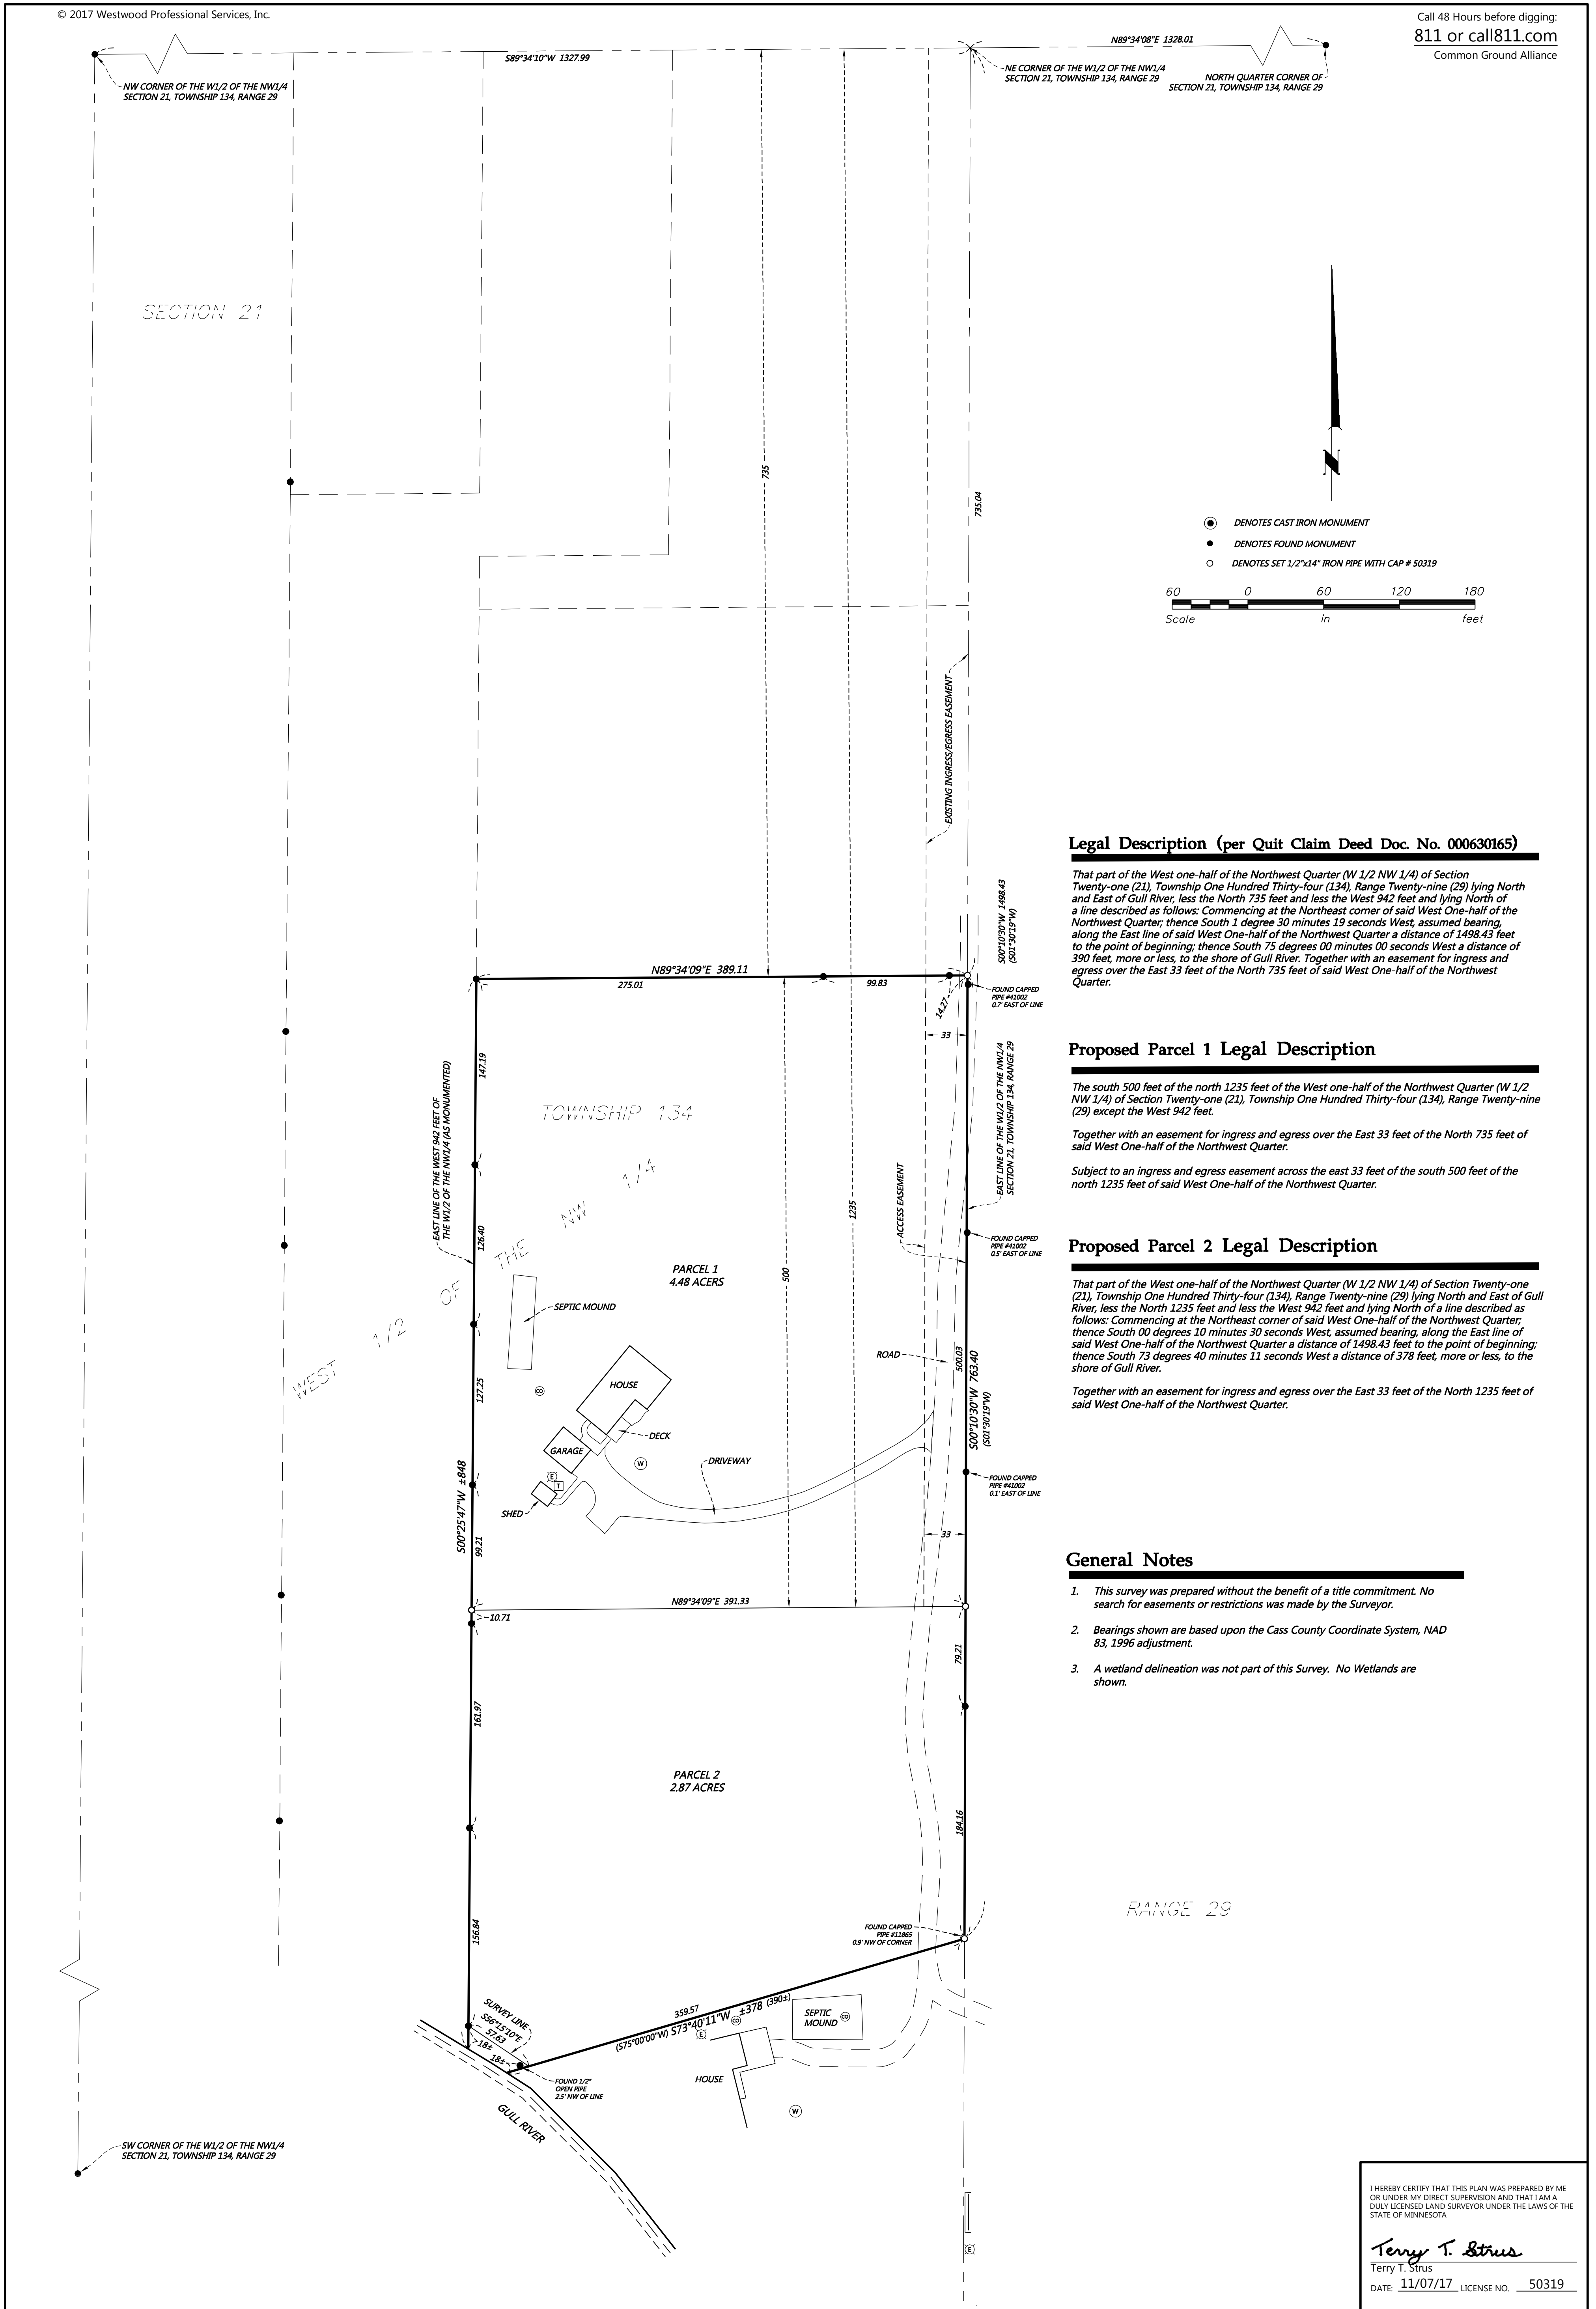 © 2017 Westwood Professional Services, Inc.
Call 48 Hours before digging:
811 or call811.com
Common Ground Alliance
S89°34'10"W 1327.99
N89°34'08"E 1328.01
NW CORNER OF THE W1/2 OF THE NW1/4
SECTION 21, TOWNSHIP 134, RANGE 29
NE CORNER OF THE W1/2 OF THE NW1/4
SECTION 21, TOWNSHIP 134, RANGE 29
NORTH QUARTER CORNER OF
SECTION 21, TOWNSHIP 134, RANGE 29
SECTION 21
735
735.04
N
DENOTES CAST IRON MONUMENT
DENOTES FOUND MONUMENT
DENOTES SET 1/2"x14" IRON PIPE WITH CAP # 50319
60 0 60 120 180
Scale in feet
EXISTING INGRESS/EGRESS EASEMENT
S00°10'30"W 1498.43
(S01°30'19"W)
Legal Description (per Quit Claim Deed Doc. No. 000630165)
That part of the West one-half of the Northwest Quarter (W 1/2 NW 1/4) of Section
Twenty-one (21), Township One Hundred Thirty-four (134), Range Twenty-nine (29) lying North
and East of Gull River, less the North 735 feet and less the West 942 feet and lying North of
a line described as follows: Commencing at the Northeast corner of said West One-half of the
Northwest Quarter; thence South 1 degree 30 minutes 19 seconds West, assumed bearing,
along the East line of said West One-half of the Northwest Quarter a distance of 1498.43 feet
to the point of beginning; thence South 75 degrees 00 minutes 00 seconds West a distance of
390 feet, more or less, to the shore of Gull River. Together with an easement for ingress and
egress over the East 33 feet of the North 735 feet of said West One-half of the Northwest
Quarter.
N89°34'09"E 389.11
275.01
99.83
14.27
FOUND CAPPED
PIPE #41002
0.7' EAST OF LINE
33
Proposed Parcel 1 Legal Description
The south 500 feet of the north 1235 feet of the West one-half of the Northwest Quarter (W 1/2
NW 1/4) of Section Twenty-one (21), Township One Hundred Thirty-four (134), Range Twenty-nine
(29) except the West 942 feet.
Together with an easement for ingress and egress over the East 33 feet of the North 735 feet of
said West One-half of the Northwest Quarter.
Subject to an ingress and egress easement across the east 33 feet of the south 500 feet of the
north 1235 feet of said West One-half of the Northwest Quarter.
EAST LINE OF THE WEST 942 FEET OF
THE W1/2 OF THE NW1/4 (AS MONUMENTED)
147.19
TOWNSHIP 134
EAST LINE OF THE W1/2 OF THE NW1/4
SECTION 21, TOWNSHIP 134, RANGE 29
ACCESS EASEMENT
1235
500
126.40
WEST 1/2 OF THE NW 1/4
FOUND CAPPED
PIPE #41002
0.5' EAST OF LINE
PARCEL 1
4.48 ACERS
Proposed Parcel 2 Legal Description
That part of the West one-half of the Northwest Quarter (W 1/2 NW 1/4) of Section Twenty-one
(21), Township One Hundred Thirty-four (134), Range Twenty-nine (29) lying North and East of Gull
River, less the North 1235 feet and less the West 942 feet and lying North of a line described as
follows: Commencing at the Northeast corner of said West One-half of the Northwest Quarter;
thence South 00 degrees 10 minutes 30 seconds West, assumed bearing, along the East line of
said West One-half of the Northwest Quarter a distance of 1498.43 feet to the point of beginning;
thence South 73 degrees 40 minutes 11 seconds West a distance of 378 feet, more or less, to the
shore of Gull River.
Together with an easement for ingress and egress over the East 33 feet of the North 1235 feet of
said West One-half of the Northwest Quarter.
SEPTIC MOUND
ROAD
500.03
S00°10'30"W 763.40
(S01°30'19"W)
127.25
CO
HOUSE
DECK
GARAGE
W
DRIVEWAY
E
T
SHED
FOUND CAPPED
PIPE #41002
0.1' EAST OF LINE
S00°25'47"W ±848
99.21
33
General Notes
1. This survey was prepared without the benefit of a title commitment. No
search for easements or restrictions was made by the Surveyor.
2. Bearings shown are based upon the Cass County Coordinate System, NAD
83, 1996 adjustment.
3. A wetland delineation was not part of this Survey. No Wetlands are
shown.
N89°34'09"E 391.33
10.71
79.21
161.97
PARCEL 2
2.87 ACRES
184.16
RANGE 29
156.84
FOUND CAPPED
PIPE #11865
0.9' NW OF CORNER
SURVEY LINE
S56°15'10"E
57.63
18±
18±
359.57
(S75°00'00"W) S73°40'11"W ±378 (390±)
E
CO
SEPTIC
MOUND
CO
HOUSE
W
FOUND 1/2"
OPEN PIPE
2.5' NW OF LINE
GULL RIVER
SW CORNER OF THE W1/2 OF THE NW1/4
SECTION 21, TOWNSHIP 134, RANGE 29
E
I HEREBY CERTIFY THAT THIS PLAN WAS PREPARED BY ME
OR UNDER MY DIRECT SUPERVISION AND THAT I AM A
DULY LICENSED LAND SURVEYOR UNDER THE LAWS OF THE
STATE OF MINNESOTA
Terry T. Strus
Terry T. Strus
DATE: 11/07/17 LICENSE NO. 50319